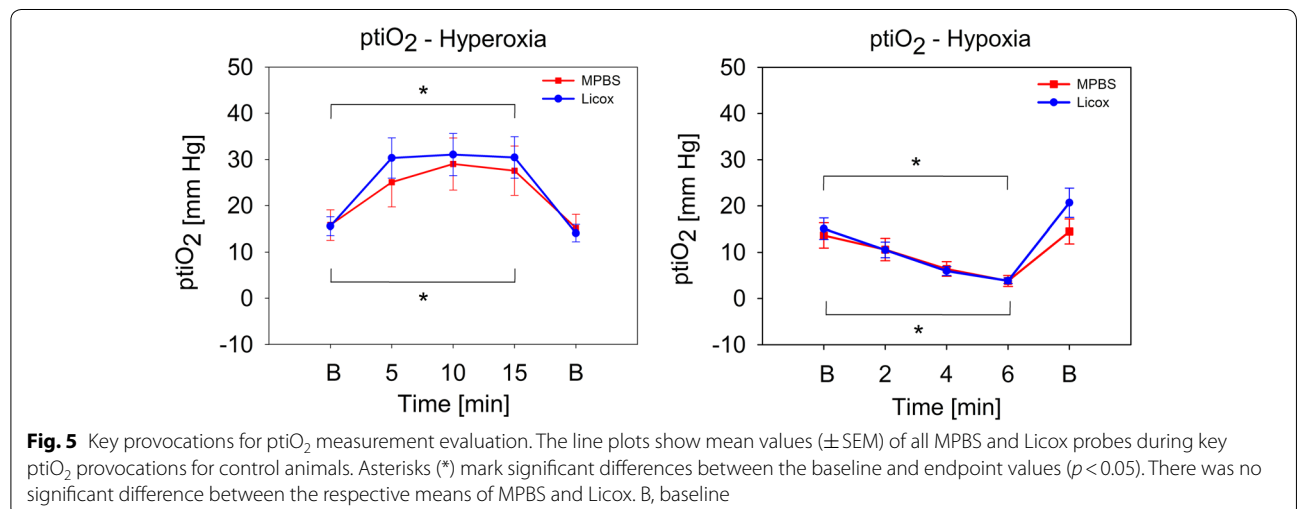 ptiO2 - Hyperoxia
ptiO2 [mm Hg]
50
40
30
20
10
0
-10
MPBS
Licox
*
*
B 5 10 15 B
Time [min]
ptiO2 - Hypoxia
ptiO2 [mm Hg]
50
40
30
20
10
0
-10
MPBS
Licox
*
*
B 2 4 6 B
Time [min]
Fig. 5 Key provocations for ptiO2 measurement evaluation. The line plots show mean values (±SEM) of all MPBS and Licox probes during key
ptiO2 provocations for control animals. Asterisks (*) mark significant differences between the baseline and endpoint values (p < 0.05). There was no
significant difference between the respective means of MPBS and Licox. B, baseline